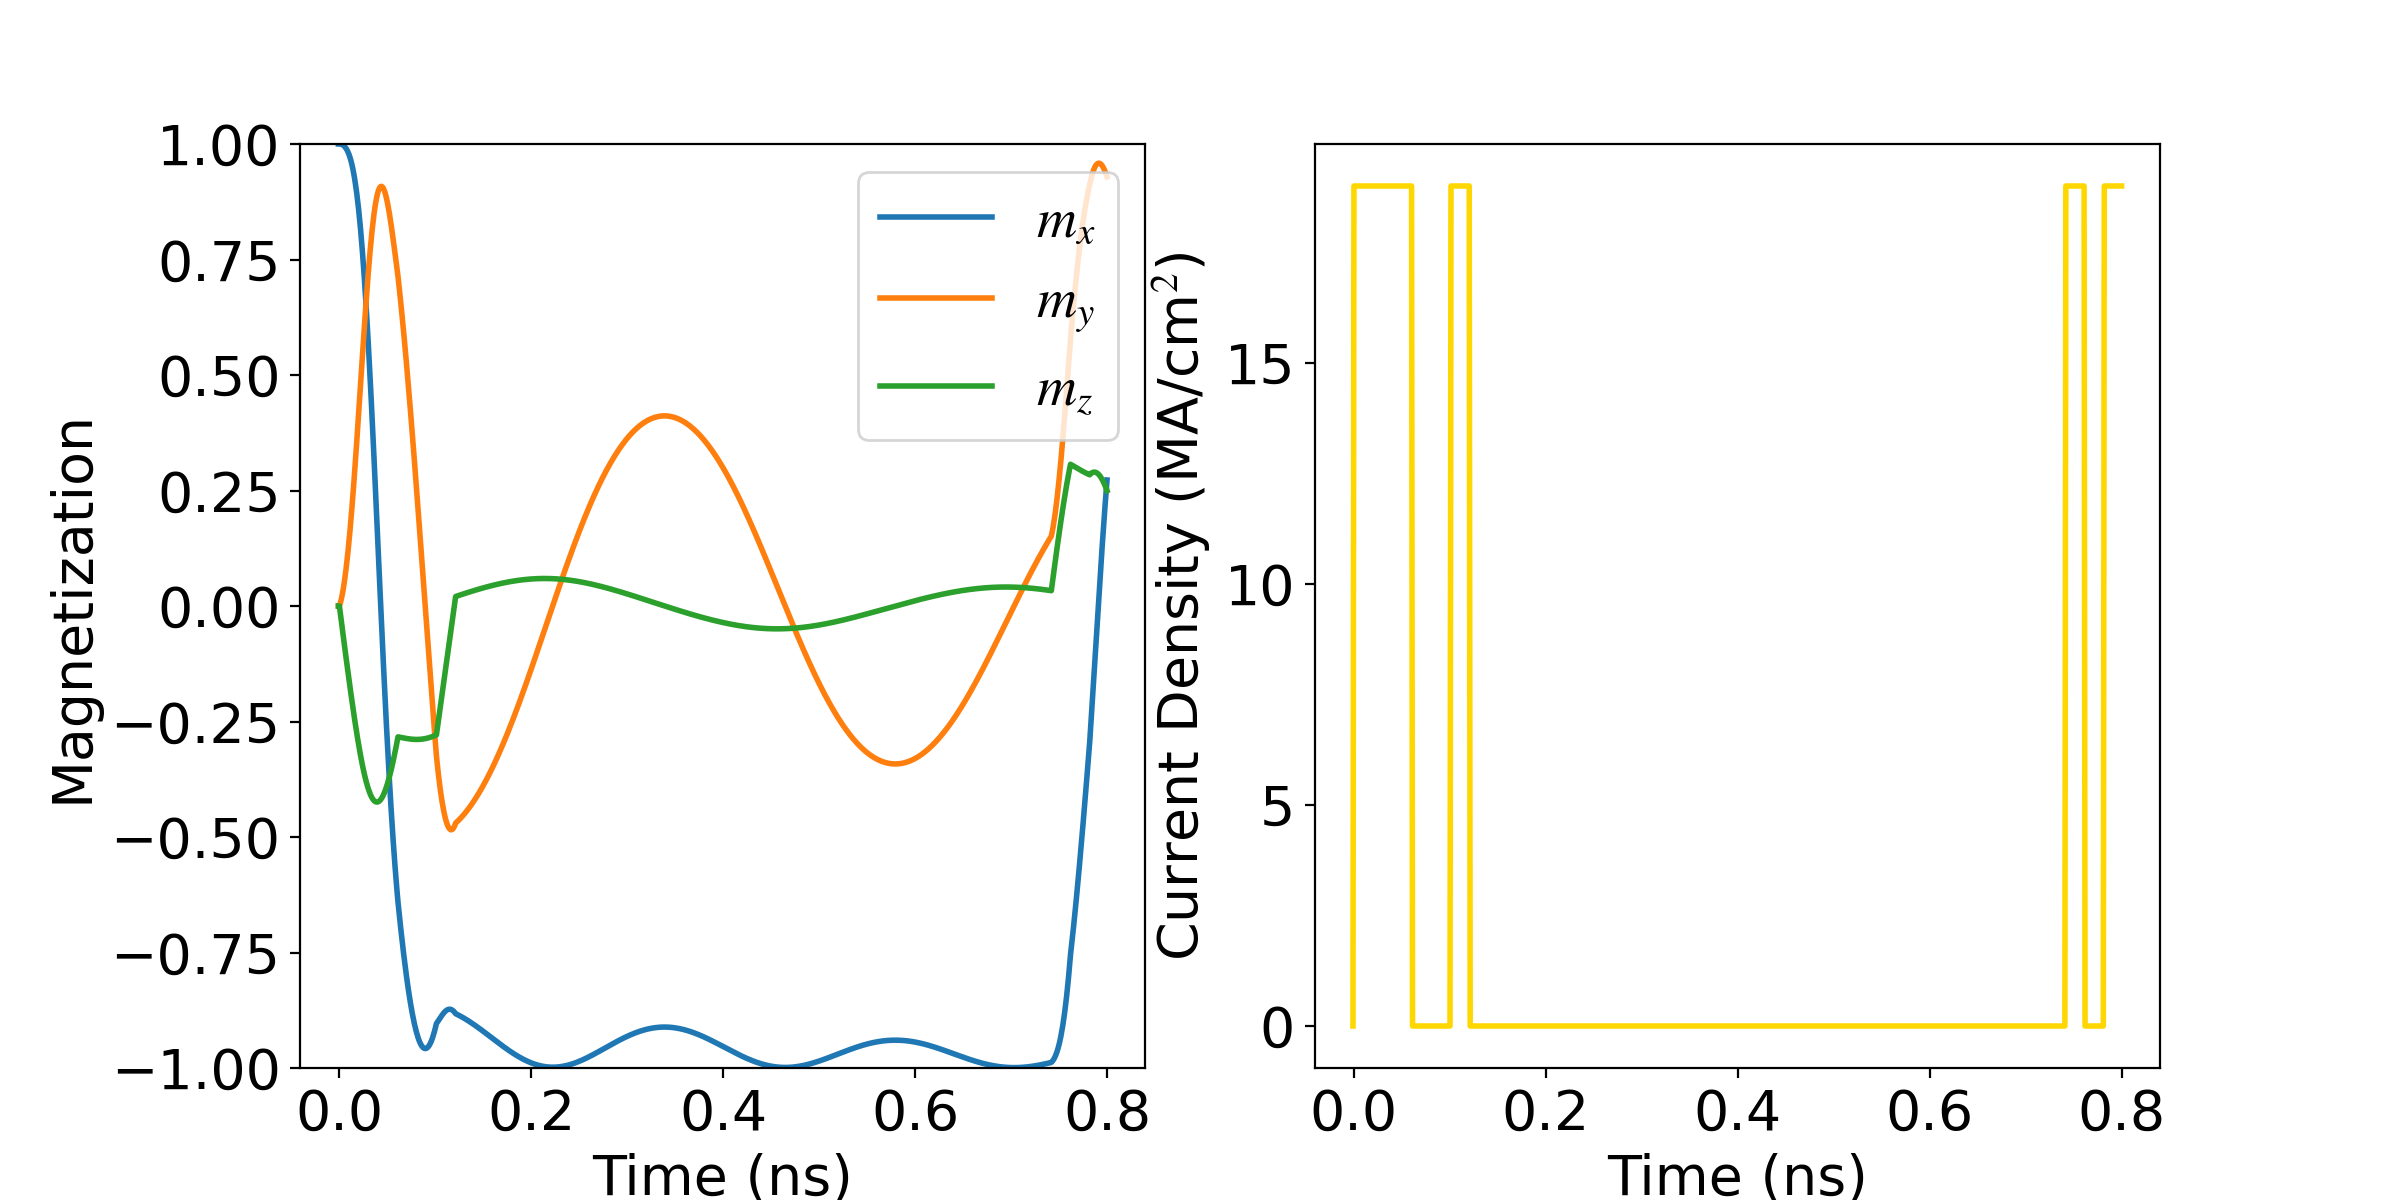 Magnetization
1.00
0.75
0.50
0.25
0.00
−0.25
−0.50
−0.75
−1.00
0.0 0.2 0.4 0.6 0.8
Time (ns)
m_x
m_y
m_z
Current Density (MA/cm²)
15
10
5
0
0.0 0.2 0.4 0.6 0.8
Time (ns)